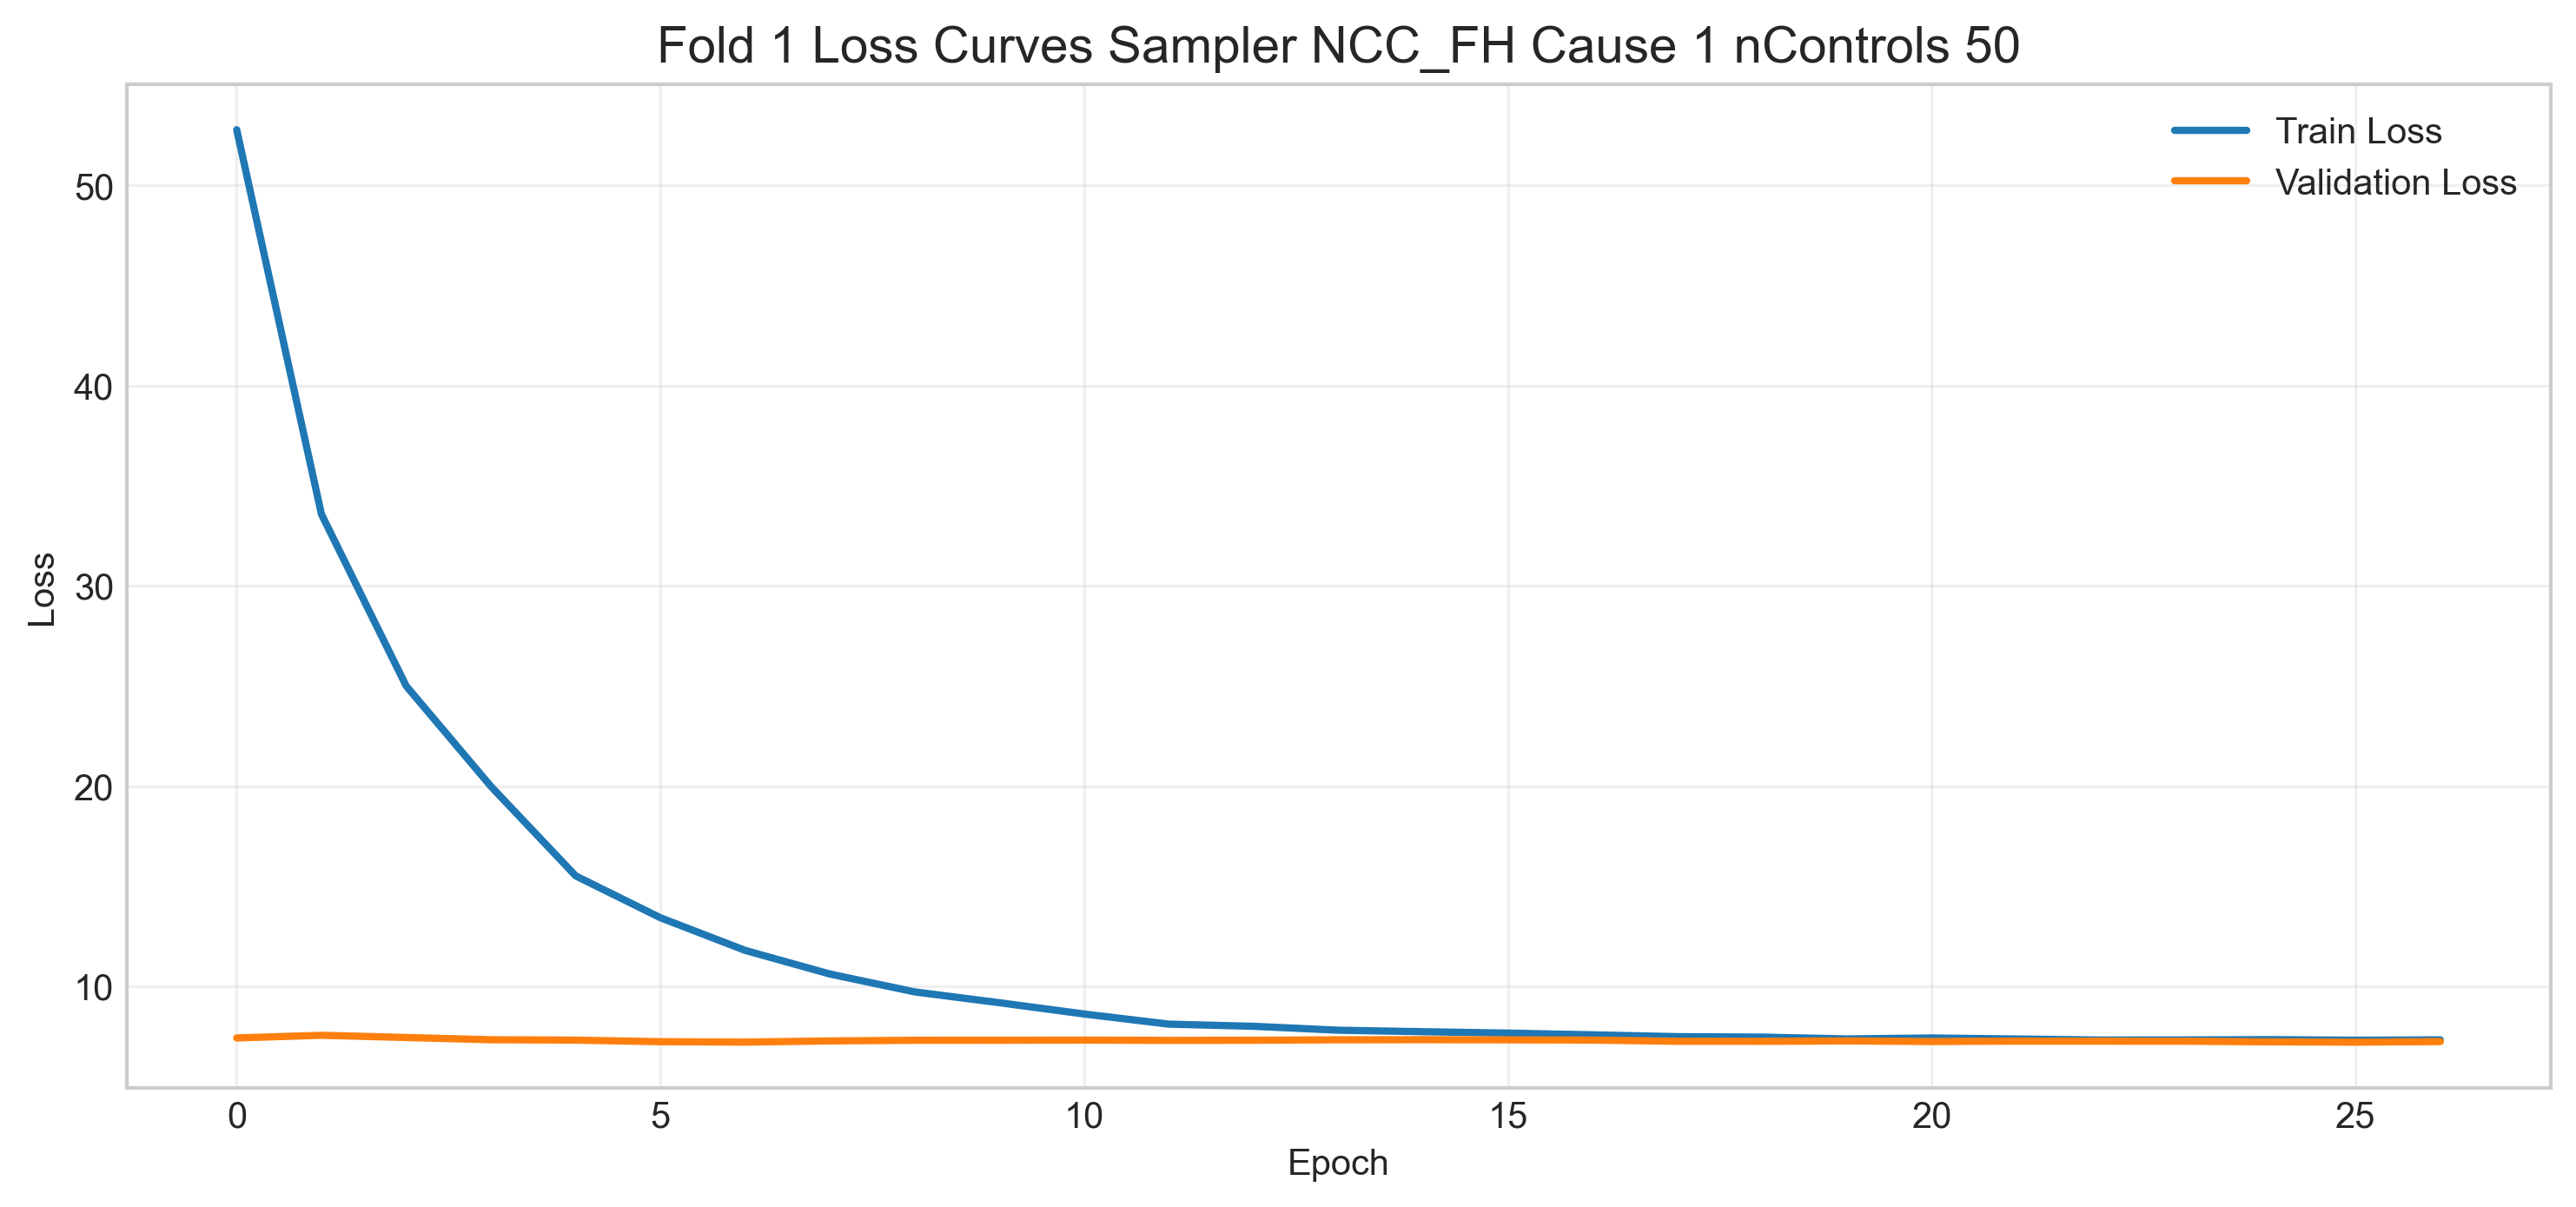 Fold 1 Loss Curves Sampler NCC_FH Cause 1 nControls 50
Train Loss
Validation Loss
Loss
50
40
30
20
10
0 5 10 15 20 25
Epoch